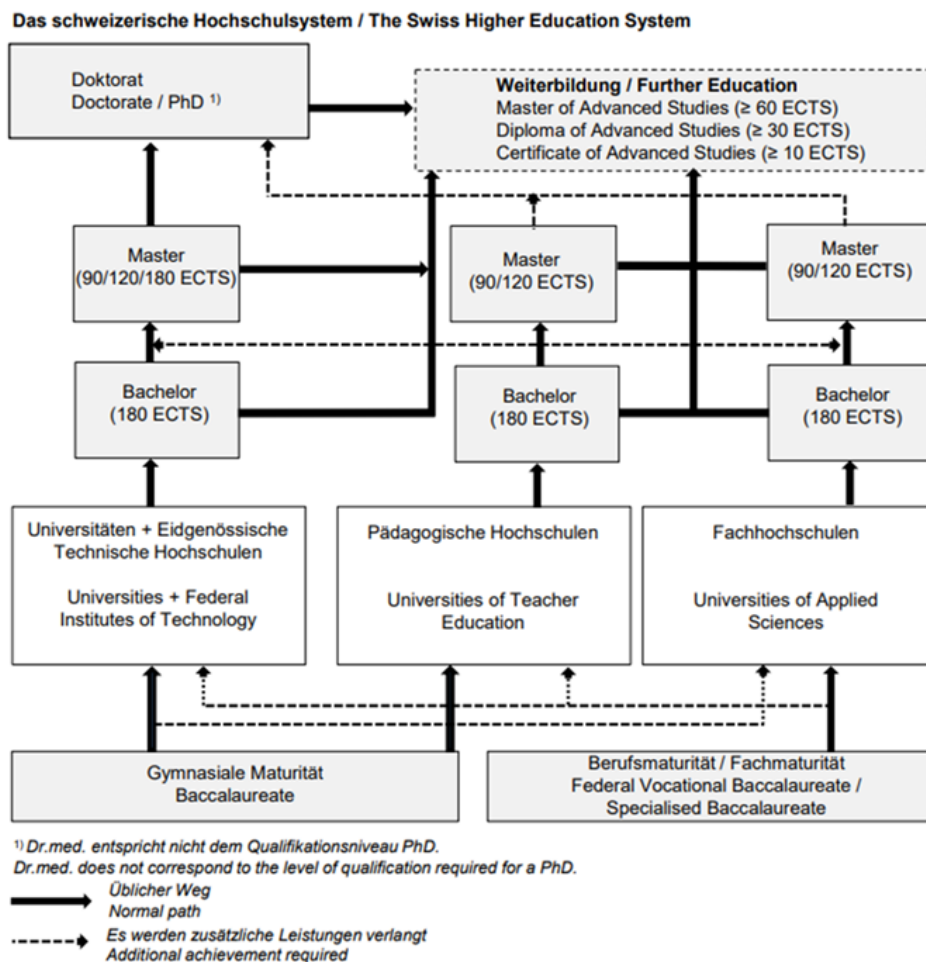 Das schweizerische Hochschulsystem / The Swiss Higher Education System
Doktorat
Doctorate / PhD ¹⁾
Weiterbildung / Further Education
Master of Advanced Studies (≥ 60 ECTS)
Diploma of Advanced Studies (≥ 30 ECTS)
Certificate of Advanced Studies (≥ 10 ECTS)
Master
(90/120/180 ECTS)
Master
(90/120 ECTS)
Master
(90/120 ECTS)
Bachelor
(180 ECTS)
Bachelor
(180 ECTS)
Bachelor
(180 ECTS)
Universitäten + Eidgenössische
Technische Hochschulen
Universities + Federal
Institutes of Technology
Pädagogische Hochschulen
Universities of Teacher
Education
Fachhochschulen
Universities of Applied
Sciences
Gymnasiale Maturität
Baccalaureate
Berufsmaturität / Fachmaturität
Federal Vocational Baccalaureate /
Specialised Baccalaureate
¹⁾ Dr.med. entspricht nicht dem Qualifikationsniveau PhD.
Dr.med. does not correspond to the level of qualification required for a PhD.
Üblicher Weg
Normal path
Es werden zusätzliche Leistungen verlangt
Additional achievement required